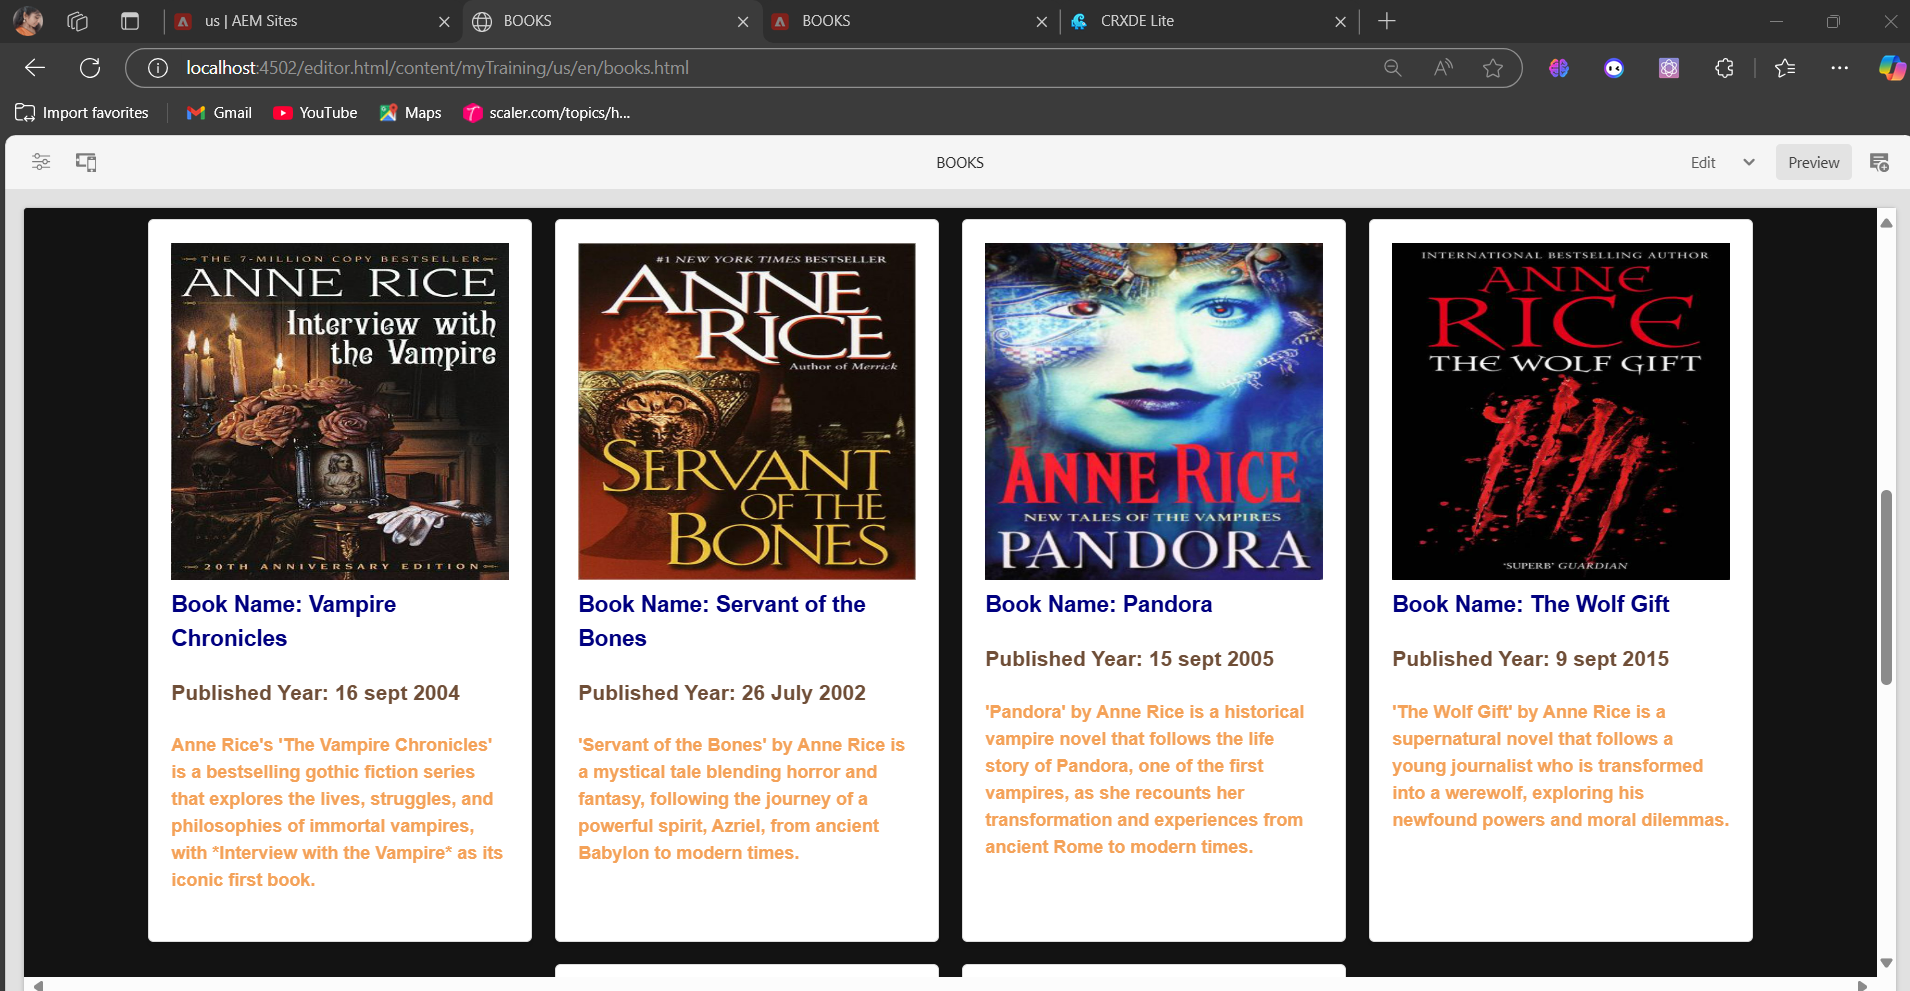 us | AEM Sites
BOOKS
BOOKS
CRXDE Lite
localhost:4502/editor.html/content/myTraining/us/en/books.html
Import favorites
Gmail
YouTube
Maps
scaler.com/topics/h...
BOOKS
Edit
Preview
THE 7-MILLION COPY BESTSELLER
ANNE RICE
Interview with
the Vampire
20TH ANNIVERSARY EDITION
Book Name: Vampire
Chronicles
Published Year: 16 sept 2004
Anne Rice's 'The Vampire Chronicles'
is a bestselling gothic fiction series
that explores the lives, struggles, and
philosophies of immortal vampires,
with *Interview with the Vampire* as its
iconic first book.
#1 NEW YORK TIMES BESTSELLER
ANNE
RICE
Author of Merrick
SERVANT
OF THE
BONES
Book Name: Servant of the
Bones
Published Year: 26 July 2002
'Servant of the Bones' by Anne Rice is
a mystical tale blending horror and
fantasy, following the journey of a
powerful spirit, Azriel, from ancient
Babylon to modern times.
ANNE RICE
NEW TALES OF THE VAMPIRES
PANDORA
Book Name: Pandora
Published Year: 15 sept 2005
'Pandora' by Anne Rice is a historical
vampire novel that follows the life
story of Pandora, one of the first
vampires, as she recounts her
transformation and experiences from
ancient Rome to modern times.
INTERNATIONAL BESTSELLING AUTHOR
ANNE
RICE
THE WOLF GIFT
'SUPERB' GUARDIAN
Book Name: The Wolf Gift
Published Year: 9 sept 2015
'The Wolf Gift' by Anne Rice is a
supernatural novel that follows a
young journalist who is transformed
into a werewolf, exploring his
newfound powers and moral dilemmas.